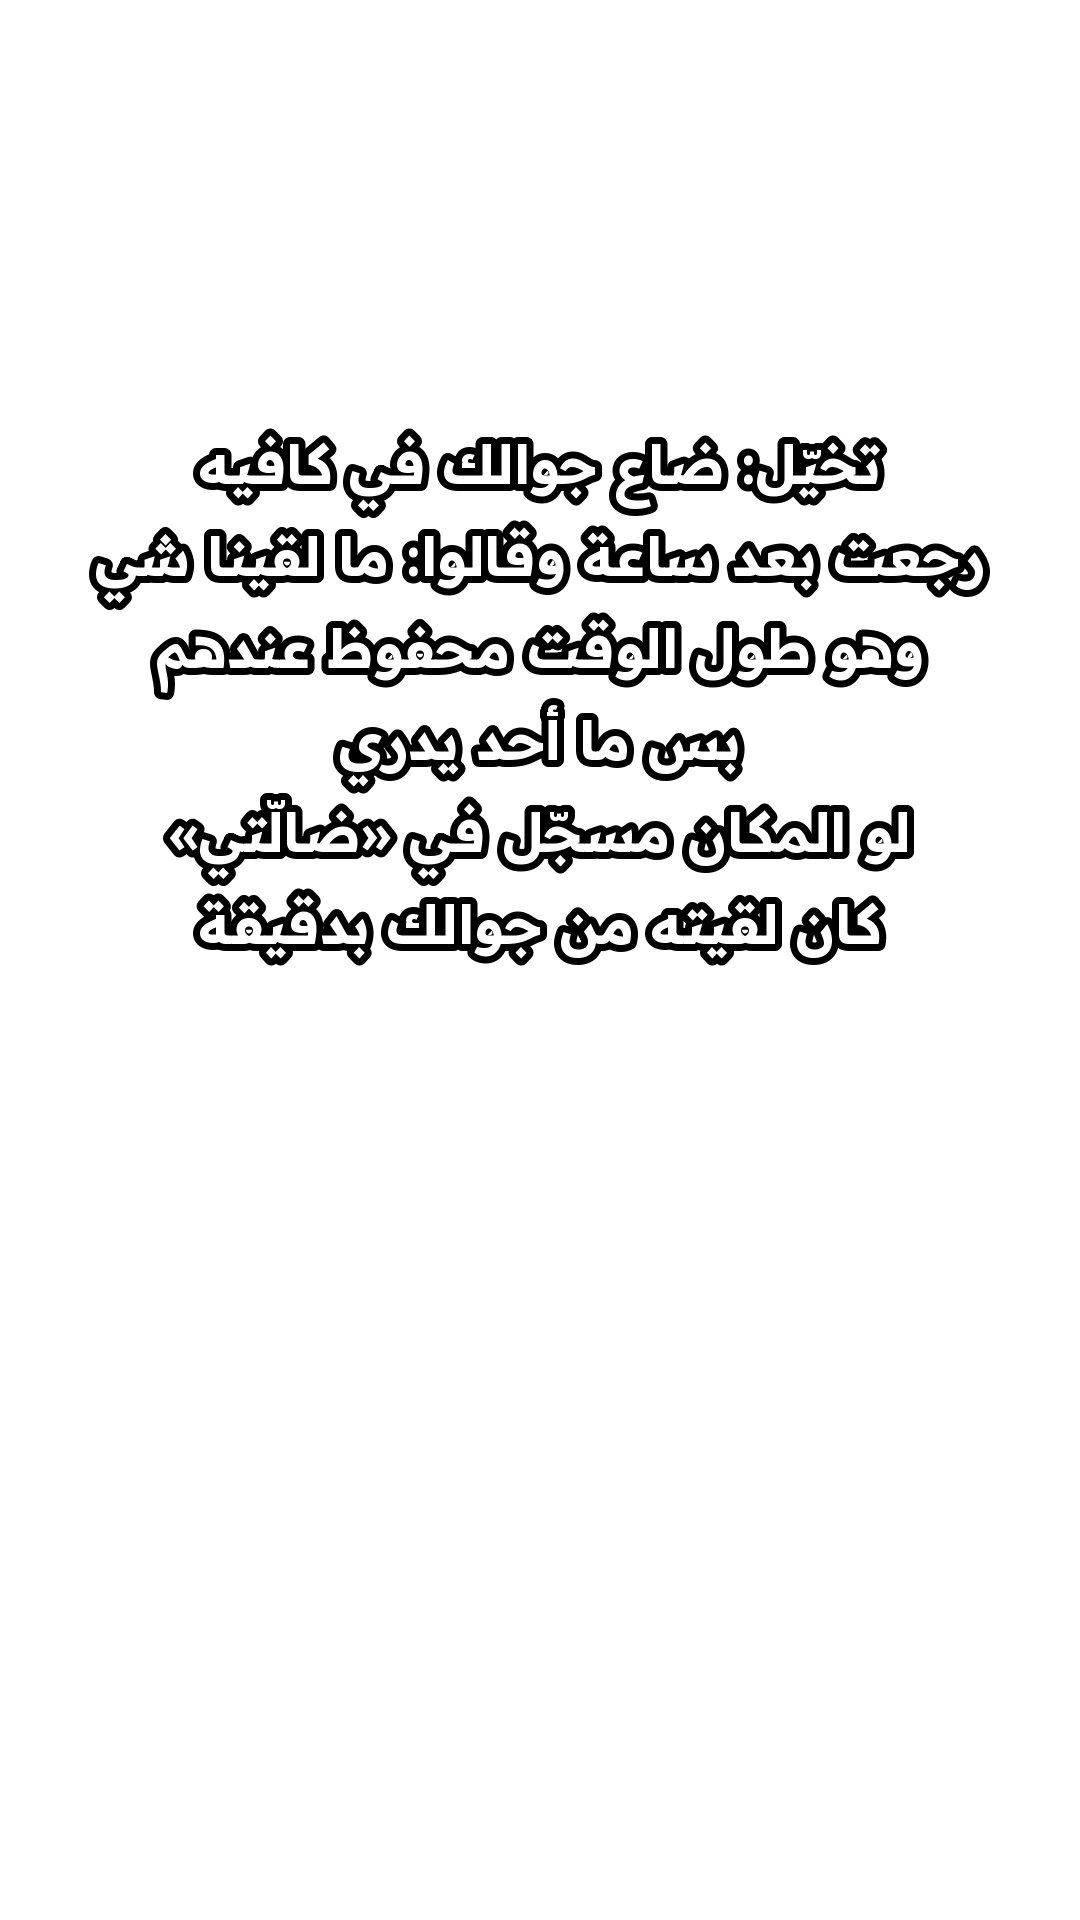 تخيّل: ضاع جوالك في كافيه
رجعت بعد ساعة وقالوا: ما لقينا شي
وهو طول الوقت محفوظ عندهم
بس ما أحد يدري
لو المكان مسجّل في «ضالّتي»
كان لقيته من جوالك بدقيقة